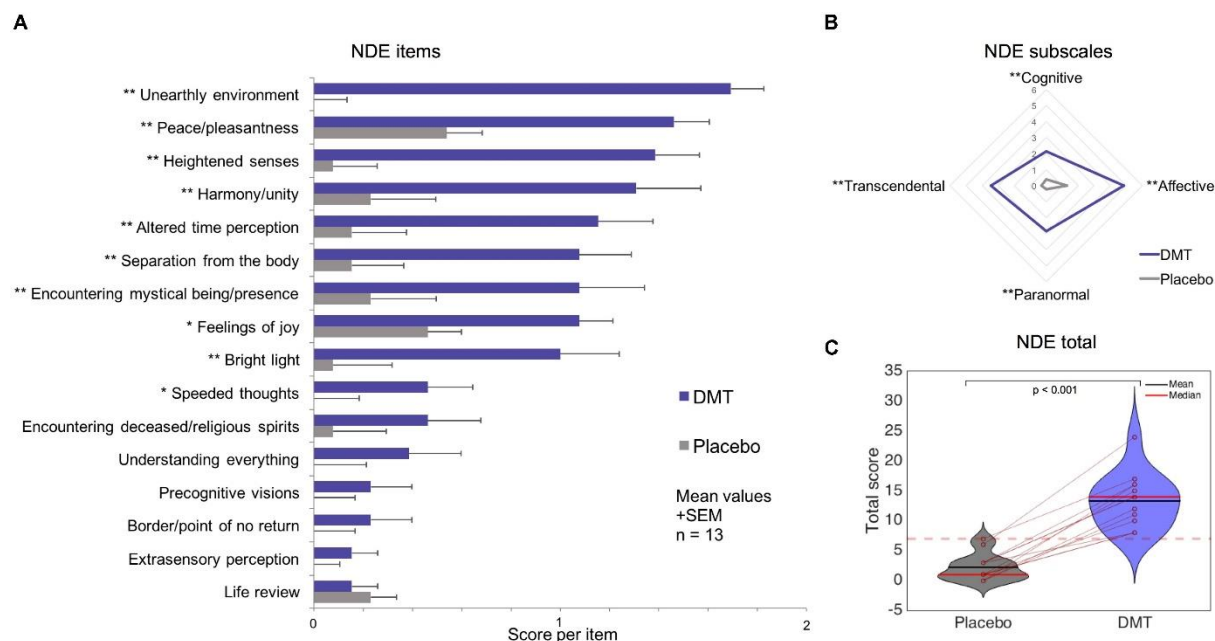 A
NDE items
** Unearthly environment
** Peace/pleasantness
** Heightened senses
** Harmony/unity
** Altered time perception
** Separation from the body
** Encountering mystical being/presence
* Feelings of joy
** Bright light
* Speeded thoughts
Encountering deceased/religious spirits
Understanding everything
Precognitive visions
Border/point of no return
Extrasensory perception
Life review
0
1
2
Score per item
DMT
Placebo
Mean values
+SEM
n = 13
B
NDE subscales
**Cognitive
6
5
4
3
2
1
0
**Transcendental
**Affective
**Paranormal
DMT
Placebo
C
NDE total
35
30
25
20
15
10
5
0
-5
Total score
p < 0.001
Mean
Median
Placebo
DMT